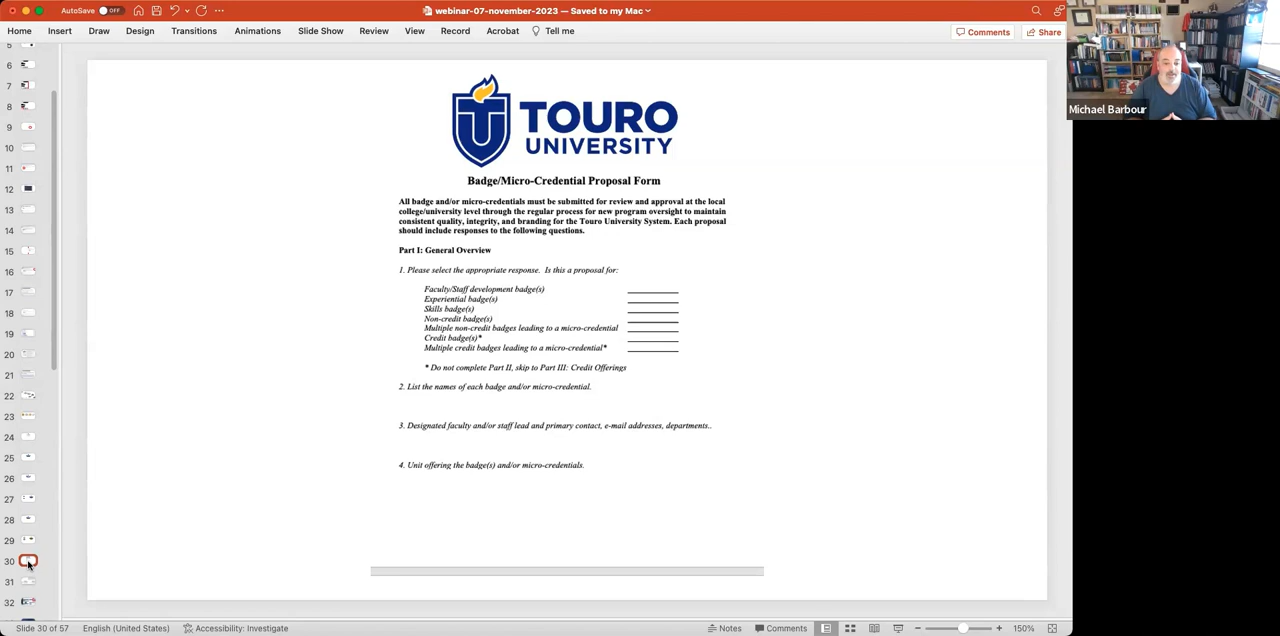 AutoSave OFF
webinar-07-november-2023 — Saved to my Mac
Home Insert Draw Design Transitions Animations Slide Show Review View Record Acrobat Tell me
Comments Share
Michael Barbour
TOURO
UNIVERSITY
Badge/Micro-Credential Proposal Form
All badge and/or micro-credentials must be submitted for review and approval at the local
college/university level through the regular process for new program oversight to maintain
consistent quality, integrity, and branding for the Touro University System. Each proposal
should include responses to the following questions.
Part I: General Overview
1. Please select the appropriate response. Is this a proposal for:
Faculty/Staff development badge(s)
Experiential badge(s)
Skills badge(s)
Non-credit badge(s)
Multiple non-credit badges leading to a micro-credential
Credit badge(s)*
Multiple credit badges leading to a micro-credential*
* Do not complete Part II, skip to Part III: Credit Offerings
2. List the names of each badge and/or micro-credential.
3. Designated faculty and/or staff lead and primary contact, e-mail addresses, departments..
4. Unit offering the badge(s) and/or micro-credentials.
5
6
7
8
9
10
11
12
13
14
15
16
17
18
19
20
21
22
23
24
25
26
27
28
29
30
31
32
Slide 30 of 57 English (United States) Accessibility: Investigate
Notes Comments 150%